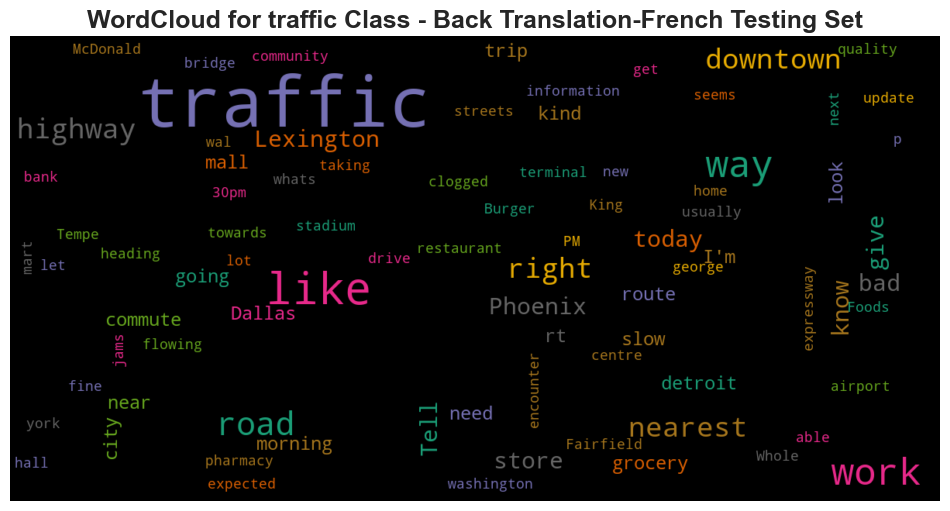 WordCloud for traffic Class - Back Translation-French Testing Set
McDonald
bridge
community
trip
downtown
quality
get
traffic
information
seems
update
next
streets
kind
highway
Lexington
wal
p
mall
taking
way
bank
whats
clogged
terminal
new
look
30pm
home
Burger
King
usually
Tempe
towards
stadium
PM
today
give
mart
heading
restaurant
I'm
let
lot
drive
george
going
right
like
bad
route
know
expressway
Foods
Phoenix
commute
Dallas
rt
slow
jams
flowing
centre
fine
encounter
detroit
airport
near
york
city
road
Tell
need
nearest
morning
Fairfield
able
hall
pharmacy
store
grocery
Whole
work
expected
washington